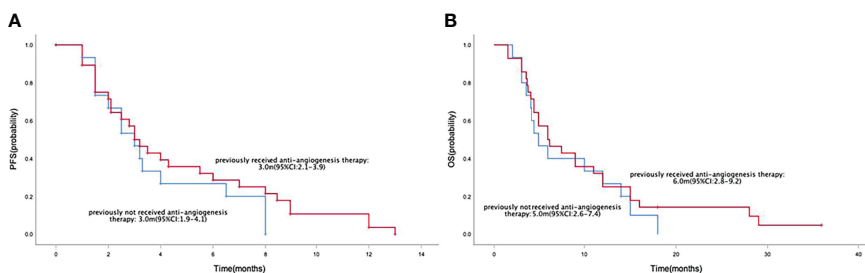 A
B
PFS(probability)
1.0
0.8
0.6
0.4
0.2
0.0
previously received anti-angiogenesis therapy:
3.0m(95%CI:2.1-3.9)
previously not received anti-angiogenesis
therapy: 3.0m(95%CI:1.9-4.1)
0 2 4 6 8 10 12 14
Time(months)
OS(probability)
1.0
0.8
0.6
0.4
0.2
0.0
previously received anti-angiogenesis therapy:
6.0m(95%CI:2.8-9.2)
previously not received anti-angiogenesis
therapy:5.0m(95%CI:2.6-7.4)
0 10 20 30 40
Time(months)